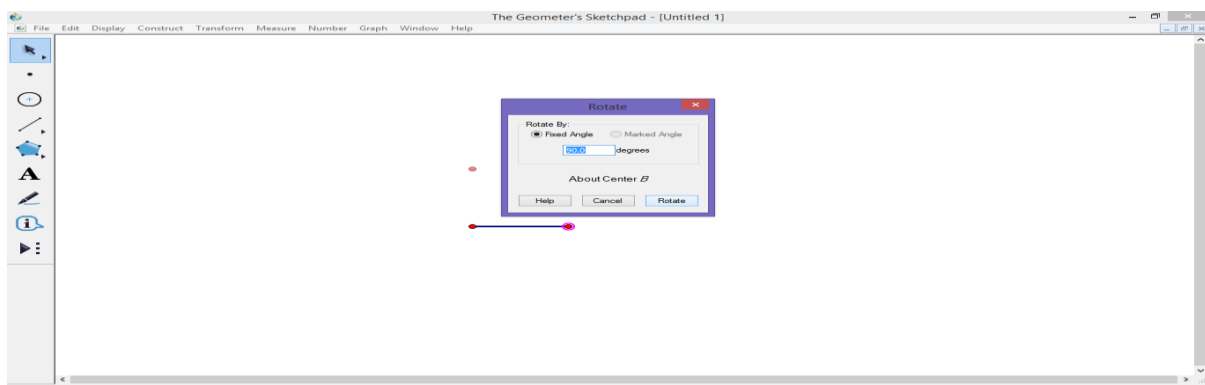 The Geometer's Sketchpad - [Untitled 1]
File Edit Display Construct Transform Measure Number Graph Window Help
Rotate
Rotate By:
Fixed Angle Marked Angle
90.0 degrees
About Center B
Help Cancel Rotate
A